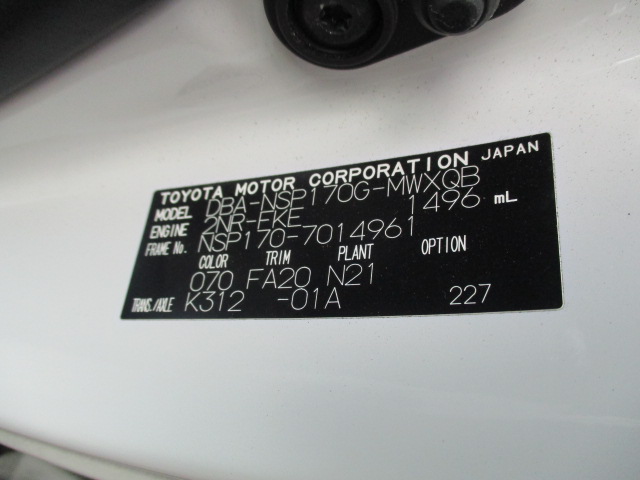 TOYOTA MOTOR CORPORATION JAPAN
MODEL DBA-NSP170G-MWXQB
ENGINE 2NR-FKE 1496 mL
FRAME No. NSP170-7014961
COLOR TRIM PLANT OPTION
070 FA20 N21
TRANS./AXLE K312 -01A 227